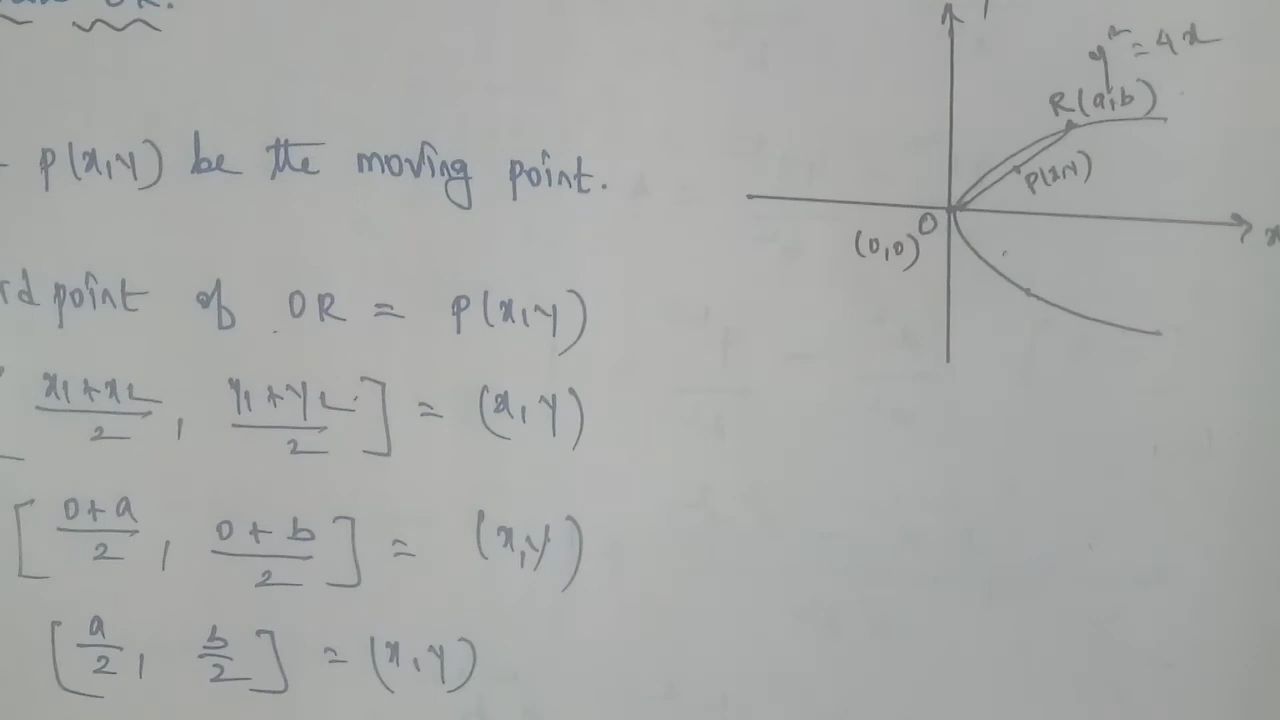 OR.
P(x,y) be the moving point.
point of OR = P(x,y)
x1+x2/2, y1+y2/2] = (x,y)
[0+a/2, 0+b/2] = (x,y)
[a/2, b/2] = (x,y)
y² = 4x
R(a,b)
P(x,y)
O
(0,0)
x